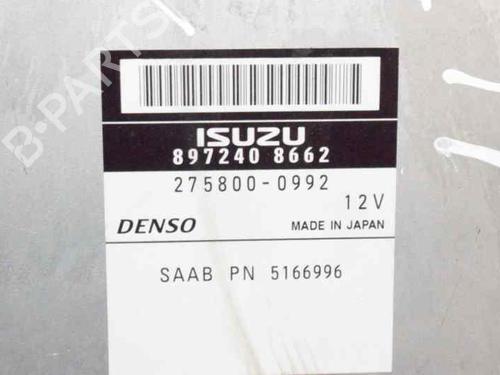 B-PARTS
ISUZU
897240 8662
275800-0992
12V
DENSO MADE IN JAPAN
SAAB PN 5166996